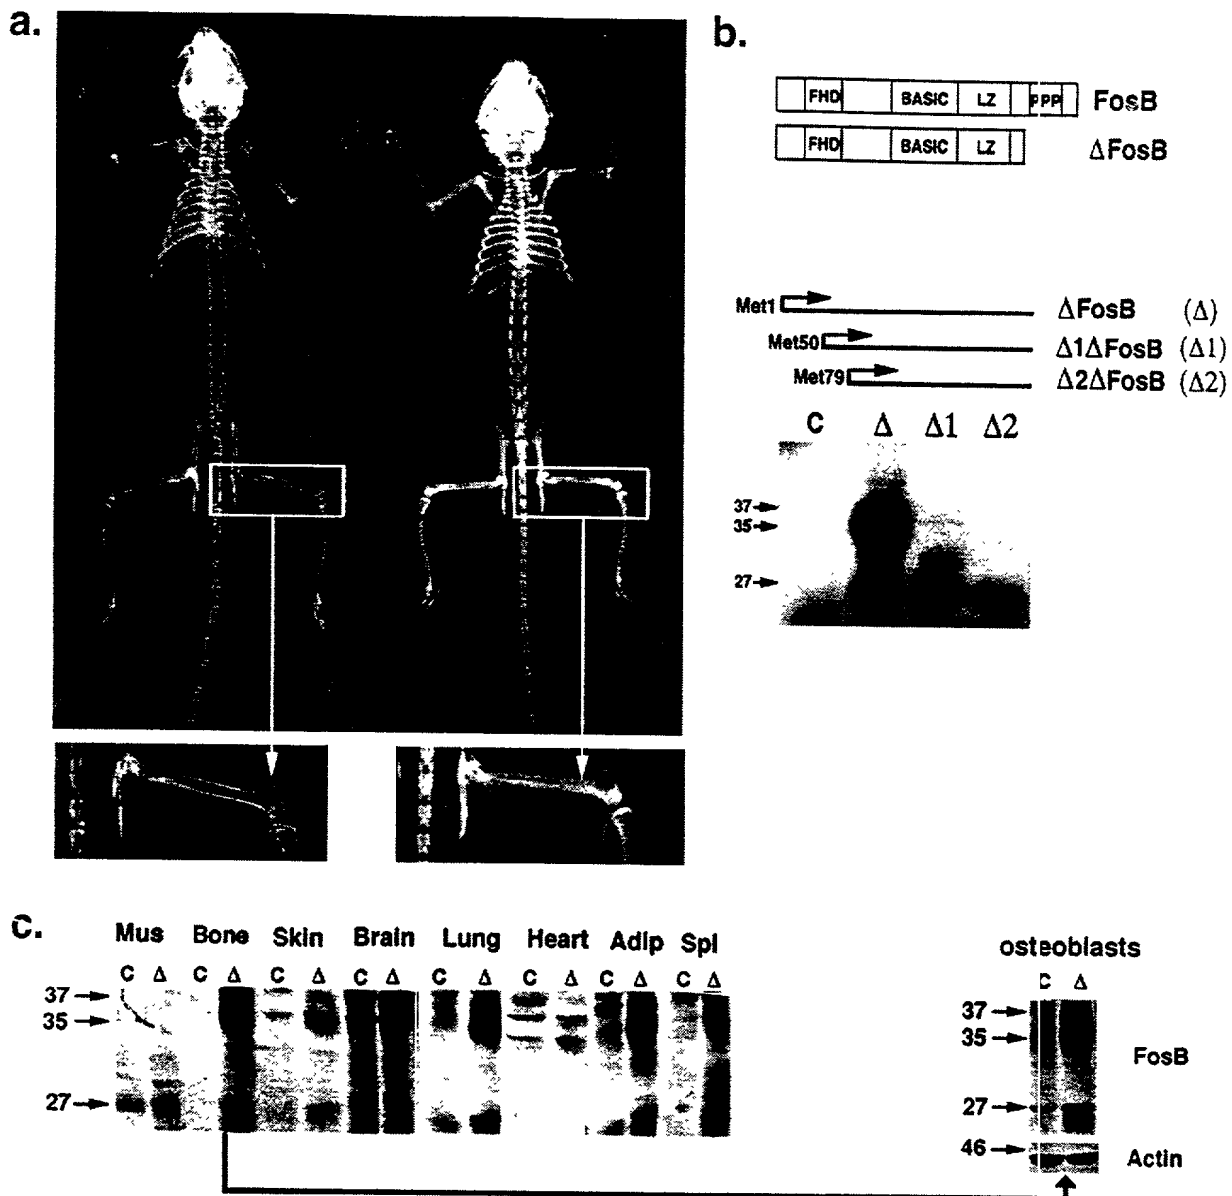 a.
b.
FHD BASIC LZ PPP FosB
FHD BASIC LZ ΔFosB
Met1 ΔFosB (Δ)
Met50 Δ1ΔFosB (Δ1)
Met79 Δ2ΔFosB (Δ2)
C Δ Δ1 Δ2
37
35
27
c.
Mus Bone Skin Brain Lung Heart Adip Spl
C Δ C Δ C Δ C Δ C Δ C Δ C Δ C Δ
37
35
27
osteoblasts
C Δ
37
35
FosB
27
46
Actin